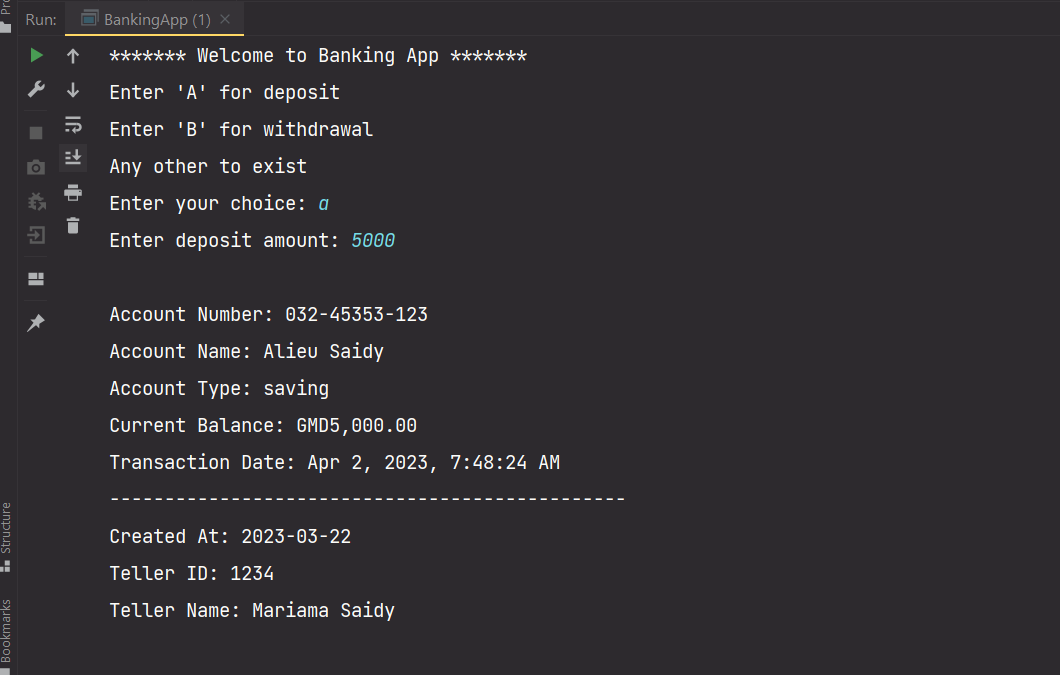 Run: BankingApp (1)
******* Welcome to Banking App *******
Enter 'A' for deposit
Enter 'B' for withdrawal
Any other to exist
Enter your choice: a
Enter deposit amount: 5000
Account Number: 032-45353-123
Account Name: Alieu Saidy
Account Type: saving
Current Balance: GMD5,000.00
Transaction Date: Apr 2, 2023, 7:48:24 AM
-----------------------------------------------
Created At: 2023-03-22
Teller ID: 1234
Teller Name: Mariama Saidy
Structure
Bookmarks